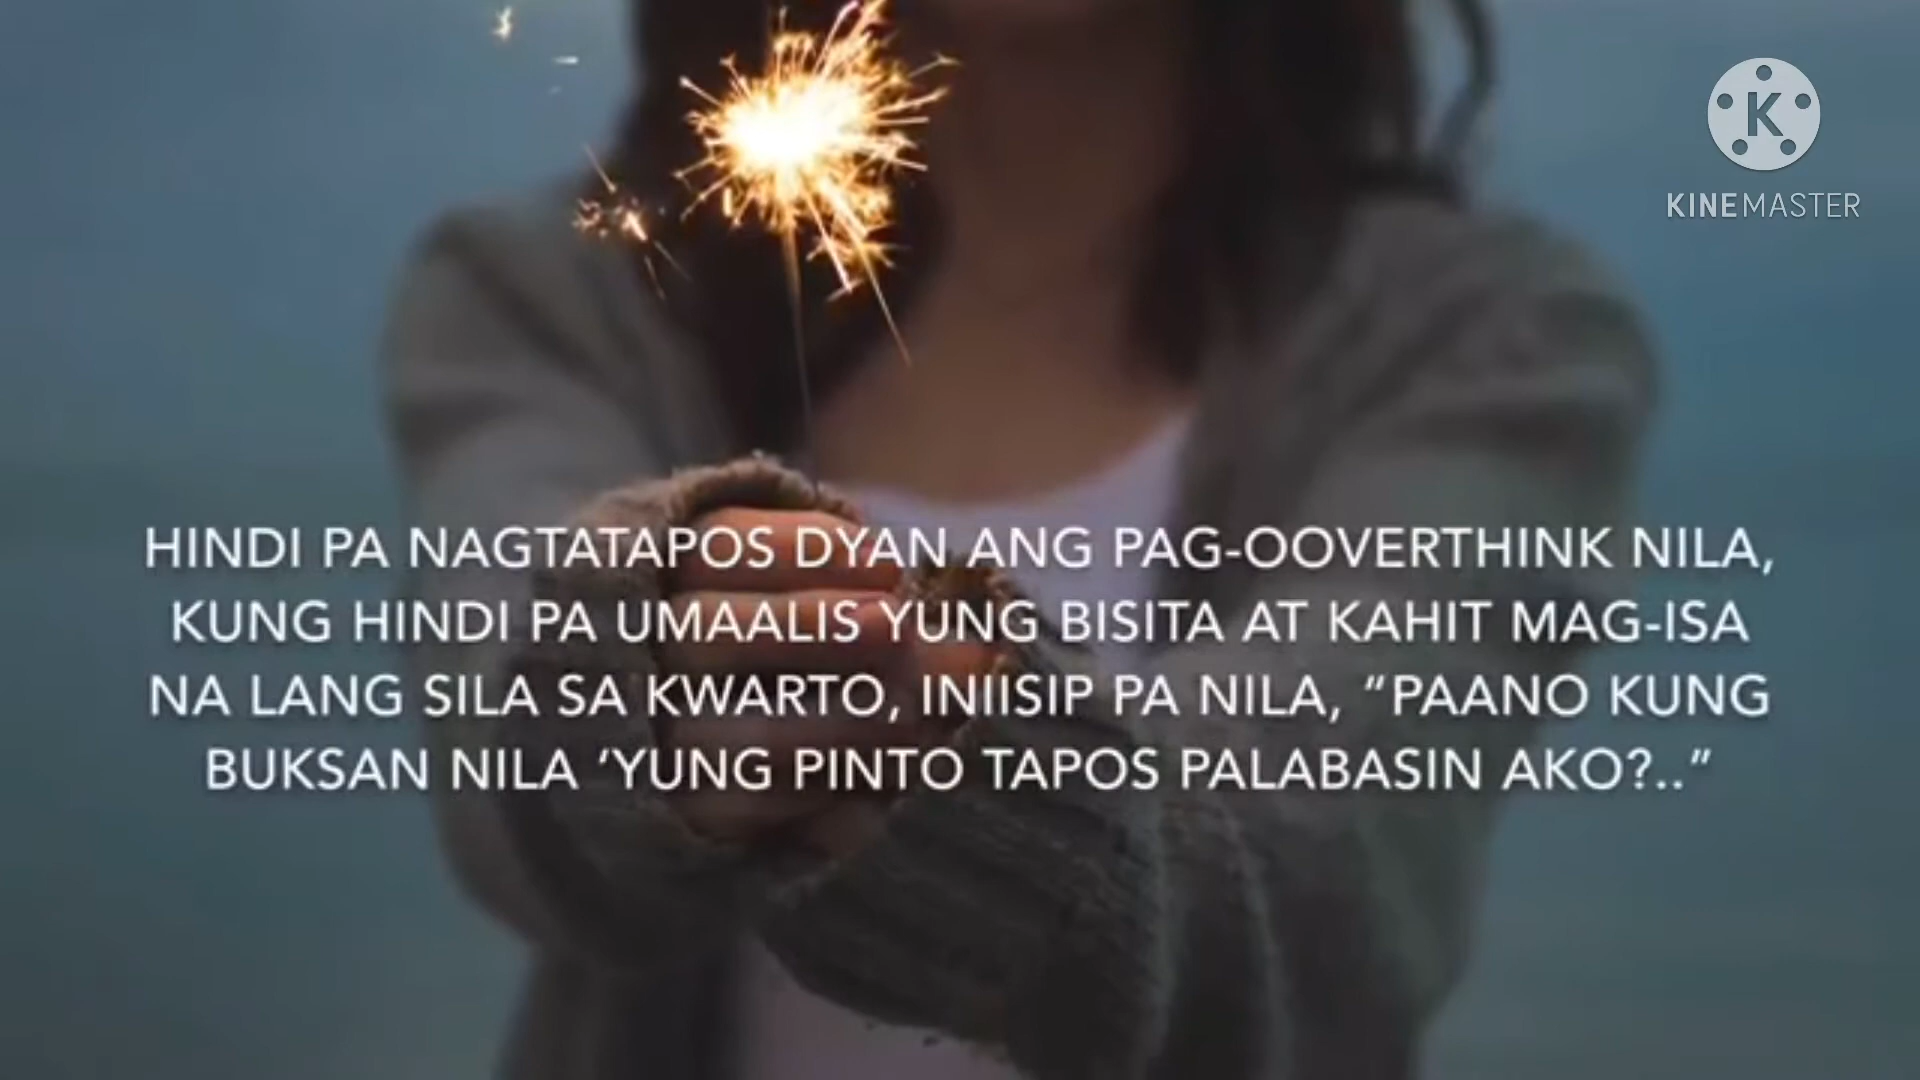 K
KINEMASTER
HINDI PA NAGTATAPOS DYAN ANG PAG-OOVERTHINK NILA,
KUNG HINDI PA UMAALIS YUNG BISITA AT KAHIT MAG-ISA
NA LANG SILA SA KWARTO, INIISIP PA NILA, “PAANO KUNG
BUKSAN NILA ’YUNG PINTO TAPOS PALABASIN AKO?..”